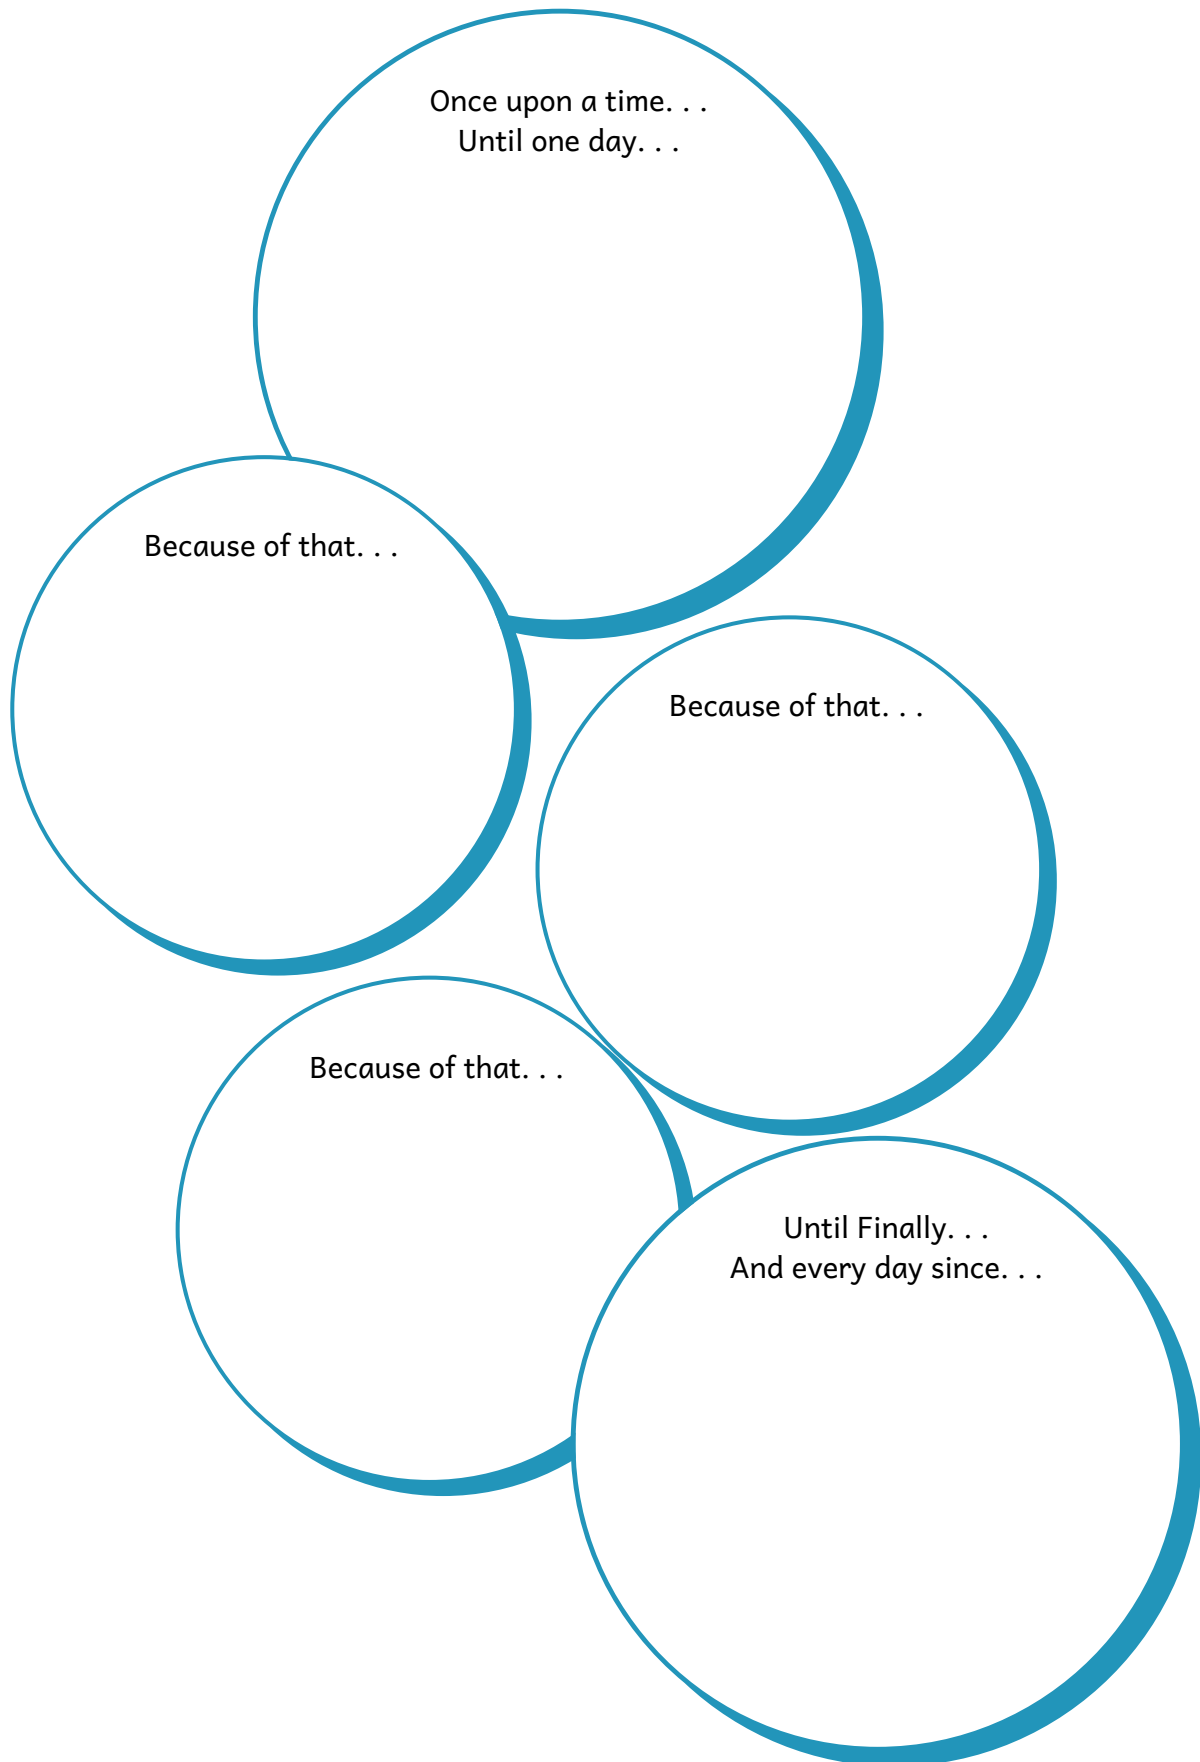 Once upon a time. . .
Until one day. . .
Because of that. . .
Because of that. . .
Because of that. . .
Until Finally. . .
And every day since. . .